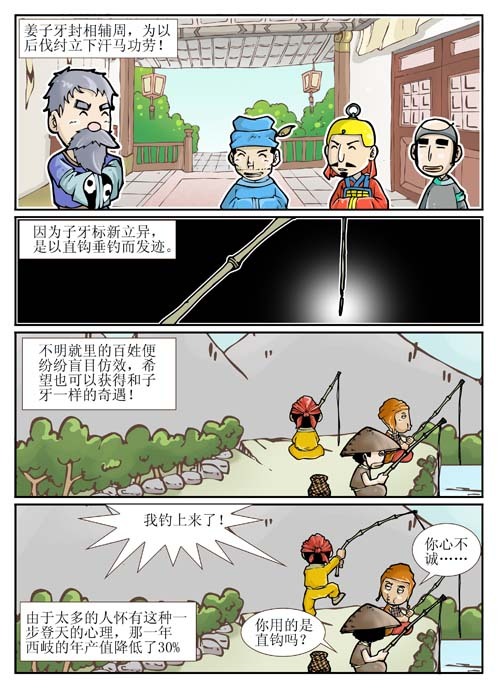 姜子牙封相辅周，为以
后伐纣立下汗马功劳！
因为子牙标新立异，
是以直钩垂钓而发迹。
不明就里的百姓便
纷纷盲目仿效，希
望也可以获得和子
牙一样的奇遇！
我钓上来了！
你心不
诚……
你用的是
直钩吗？
由于太多的人怀有这种一
步登天的心理，那一年
西岐的年产值降低了30%